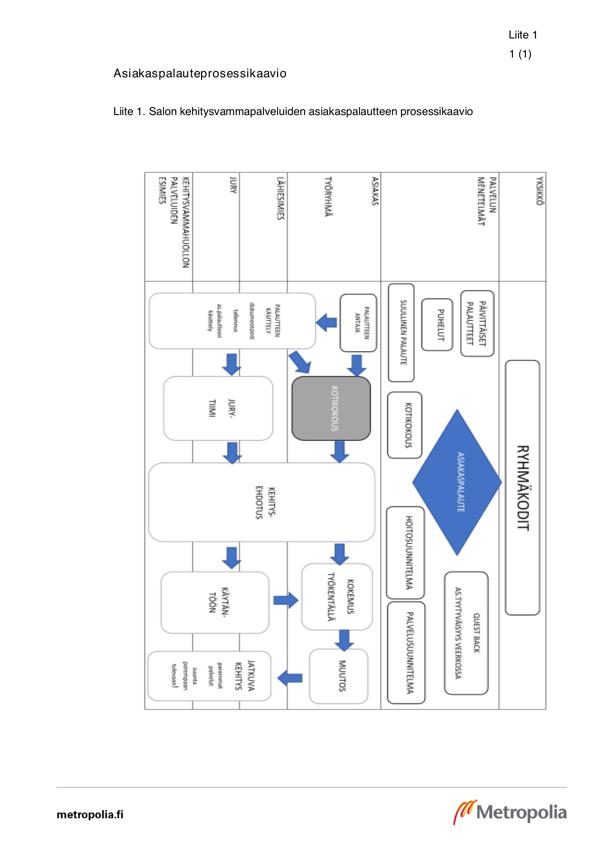 Liite 1
1 (1)
Asiakaspalauteprosessikaavio
Liite 1. Salon kehitysvammapalveluiden asiakaspalautteen prosessikaavio
YKSIKKÖ
RYHMÄKODIT
PALVELUN
MENETELMÄT
PÄIVITTÄISET
PALAUTTEET
PUHELUT
SUULLINEN PALAUTE
KOTIKOKOUS
ASIAKASPALAUTE
HOITOSUUNNITELMA
PALVELUSUUNNITELMA
QUEST BACK
AS.TYYTYVÄISYYS VEERKOSSA
ASIAKAS
TYÖRYHMÄ
LÄHIESIMIES
JURY
KEHITYSVAMMAHUOLLON
PALVELUIDEN
ESIMIES
PALAUTTEEN
ANTAJA
PALAUTTEEN
KÄSITTELY
dokumentointi
tallennus
as.palautteen
käsittely
KOTIKOKOUS
JURY-
TIIMI
KEHITYS-
EHDOTUS
KOKEMUS
TYÖKENTÄLLÄ
KÄYTÄN-
TÖÖN
MUUTOS
JATKUVA
KEHITYS
paremmat
palvelut
suunta
parempaan
tulevaan!
metropolia.fi
Metropolia